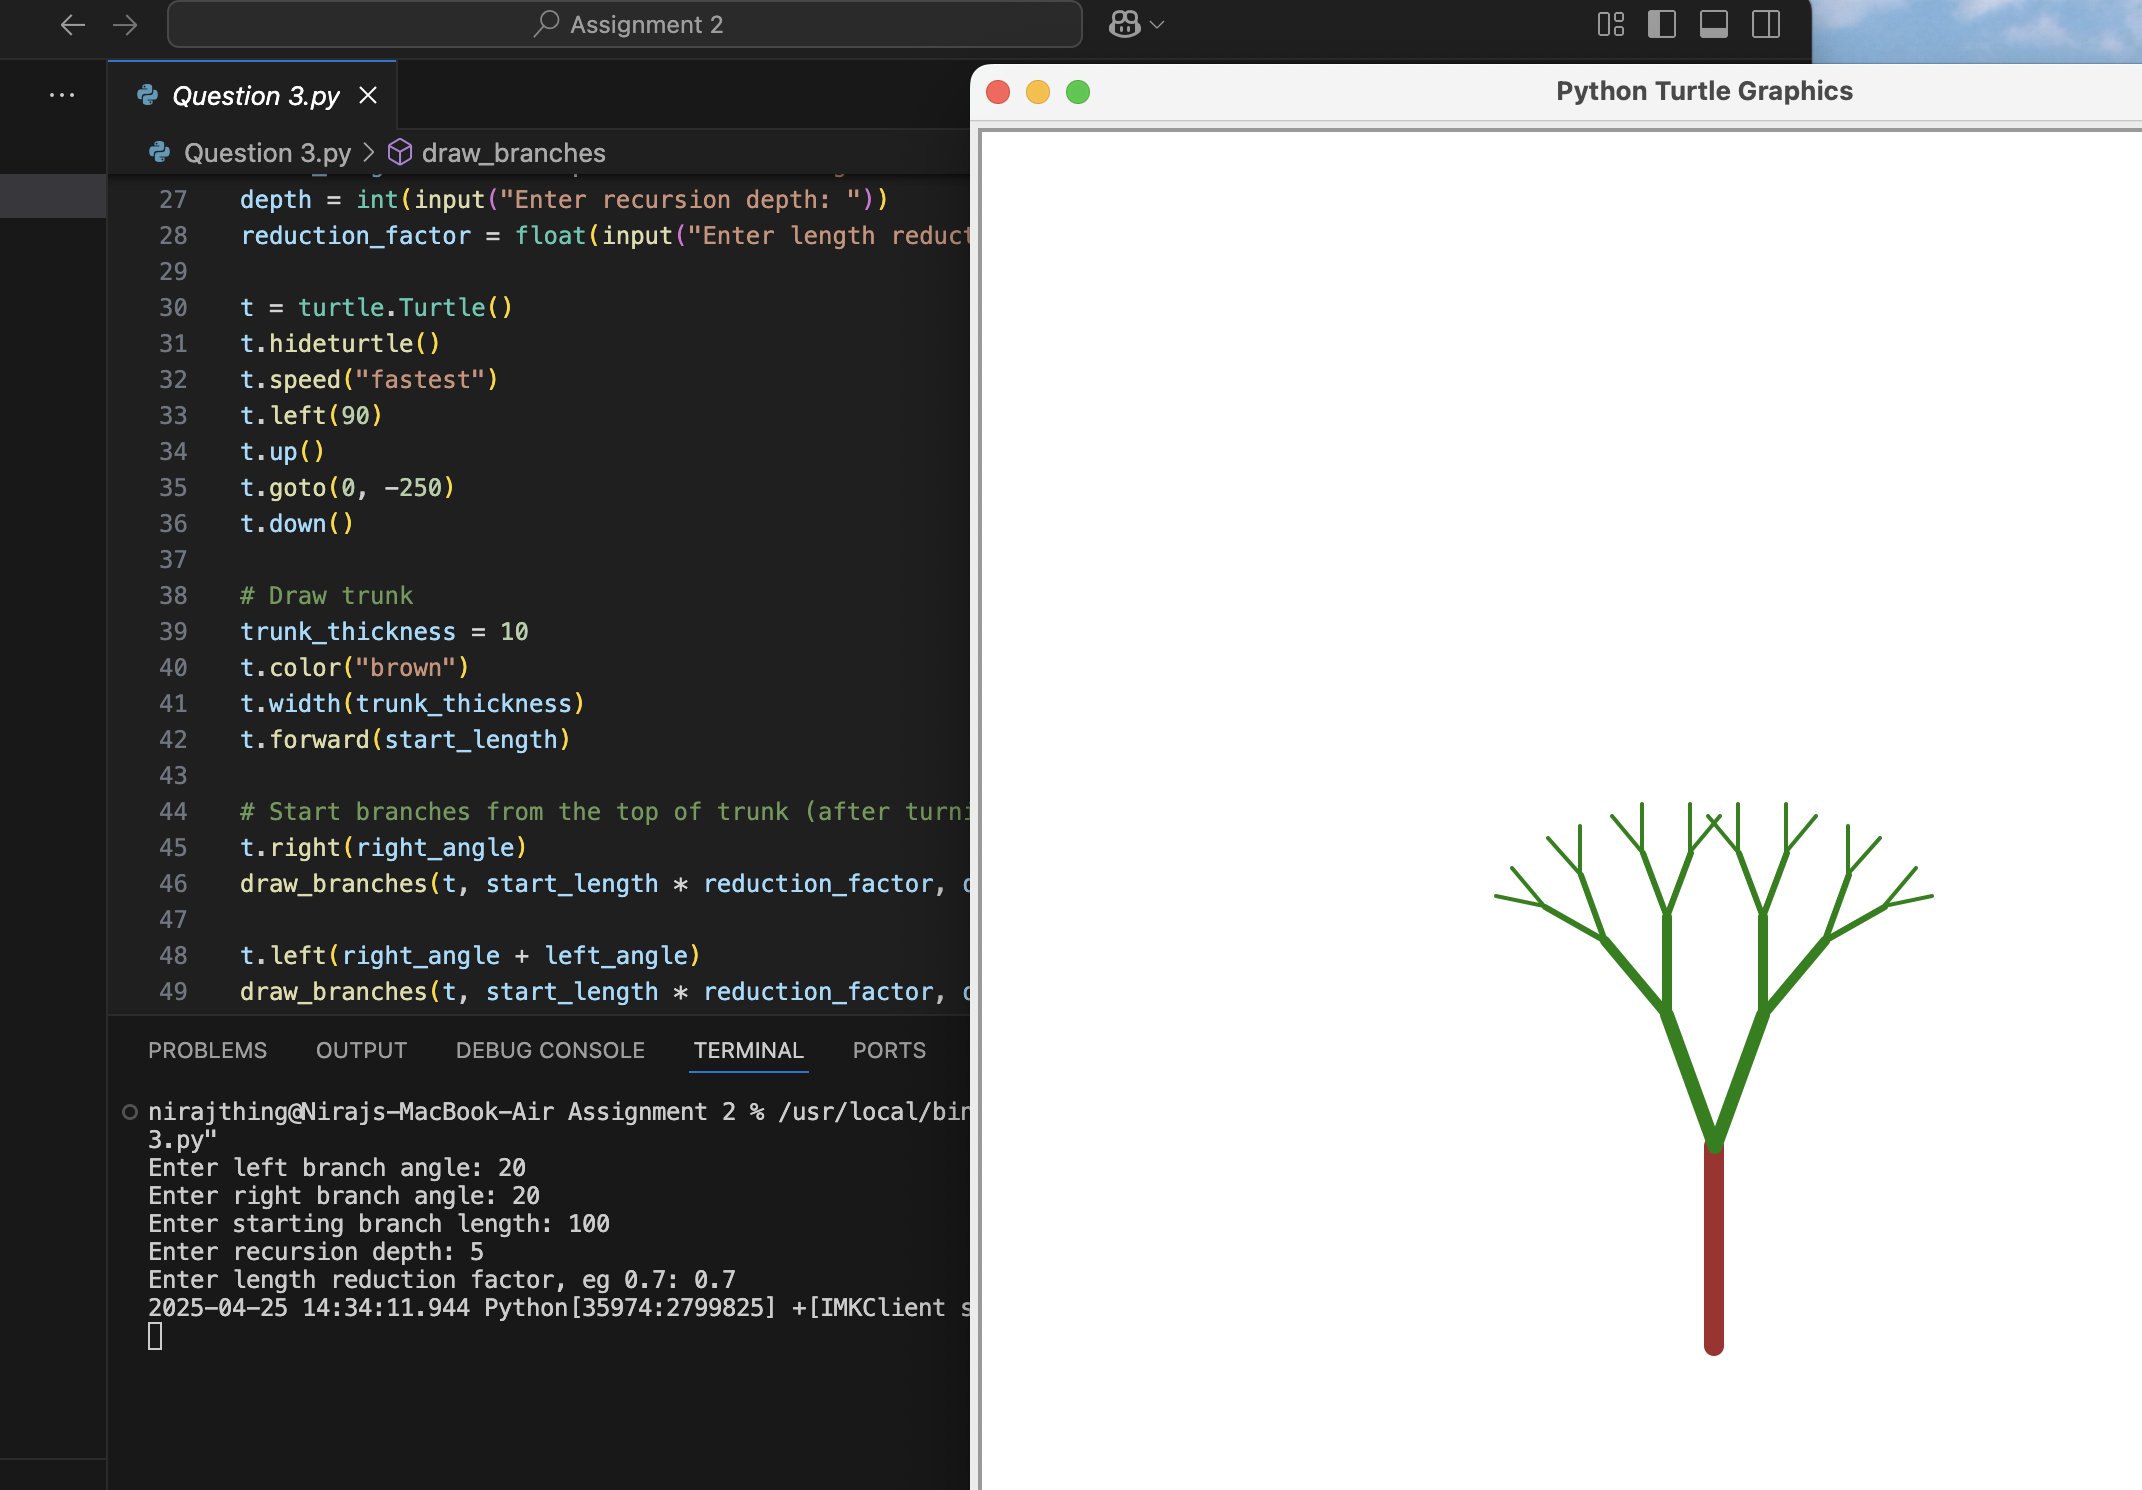 Assignment 2
Question 3.py
Python Turtle Graphics
Question 3.py > draw_branches
27 depth = int(input("Enter recursion depth: "))
28 reduction_factor = float(input("Enter length reduct
29
30 t = turtle.Turtle()
31 t.hideturtle()
32 t.speed("fastest")
33 t.left(90)
34 t.up()
35 t.goto(0, -250)
36 t.down()
37
38 # Draw trunk
39 trunk_thickness = 10
40 t.color("brown")
41 t.width(trunk_thickness)
42 t.forward(start_length)
43
44 # Start branches from the top of trunk (after turni
45 t.right(right_angle)
46 draw_branches(t, start_length * reduction_factor,
47
48 t.left(right_angle + left_angle)
49 draw_branches(t, start_length * reduction_factor,
PROBLEMS OUTPUT DEBUG CONSOLE TERMINAL PORTS
nirajthing@Nirajs-MacBook-Air Assignment 2 % /usr/local/bin
3.py"
Enter left branch angle: 20
Enter right branch angle: 20
Enter starting branch length: 100
Enter recursion depth: 5
Enter length reduction factor, eg 0.7: 0.7
2025-04-25 14:34:11.944 Python[35974:2799825] +[IMKClient s